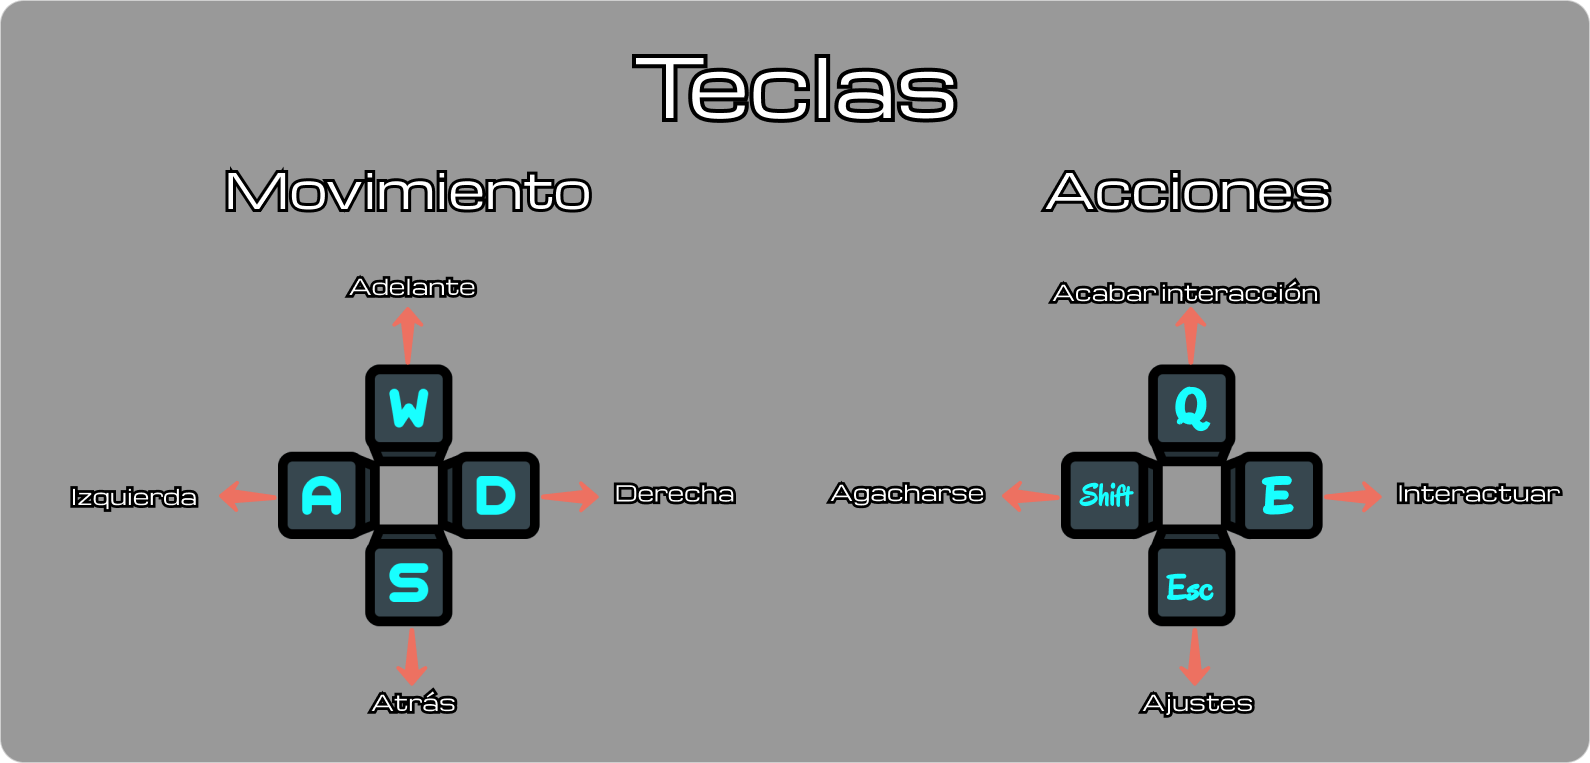 Teclas
Movimiento
Adelante
W
A
D
S
Izquierda
Derecha
Atrás
Acciones
Acabar interacción
Q
Shift
E
Esc
Agacharse
Interactuar
Ajustes